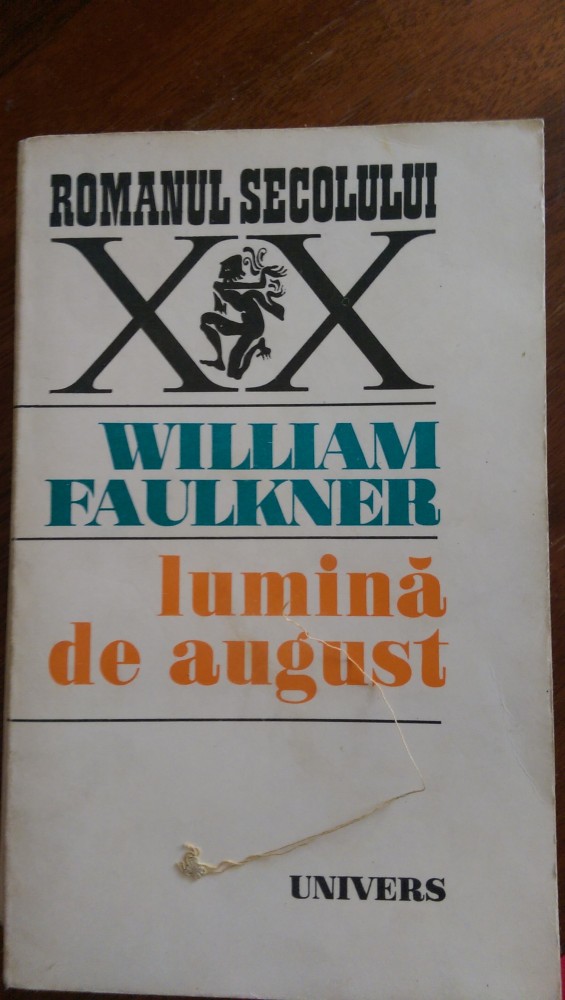 ROMANUL SECOLULUI
XX
WILLIAM
FAULKNER
lumină
de august
UNIVERS